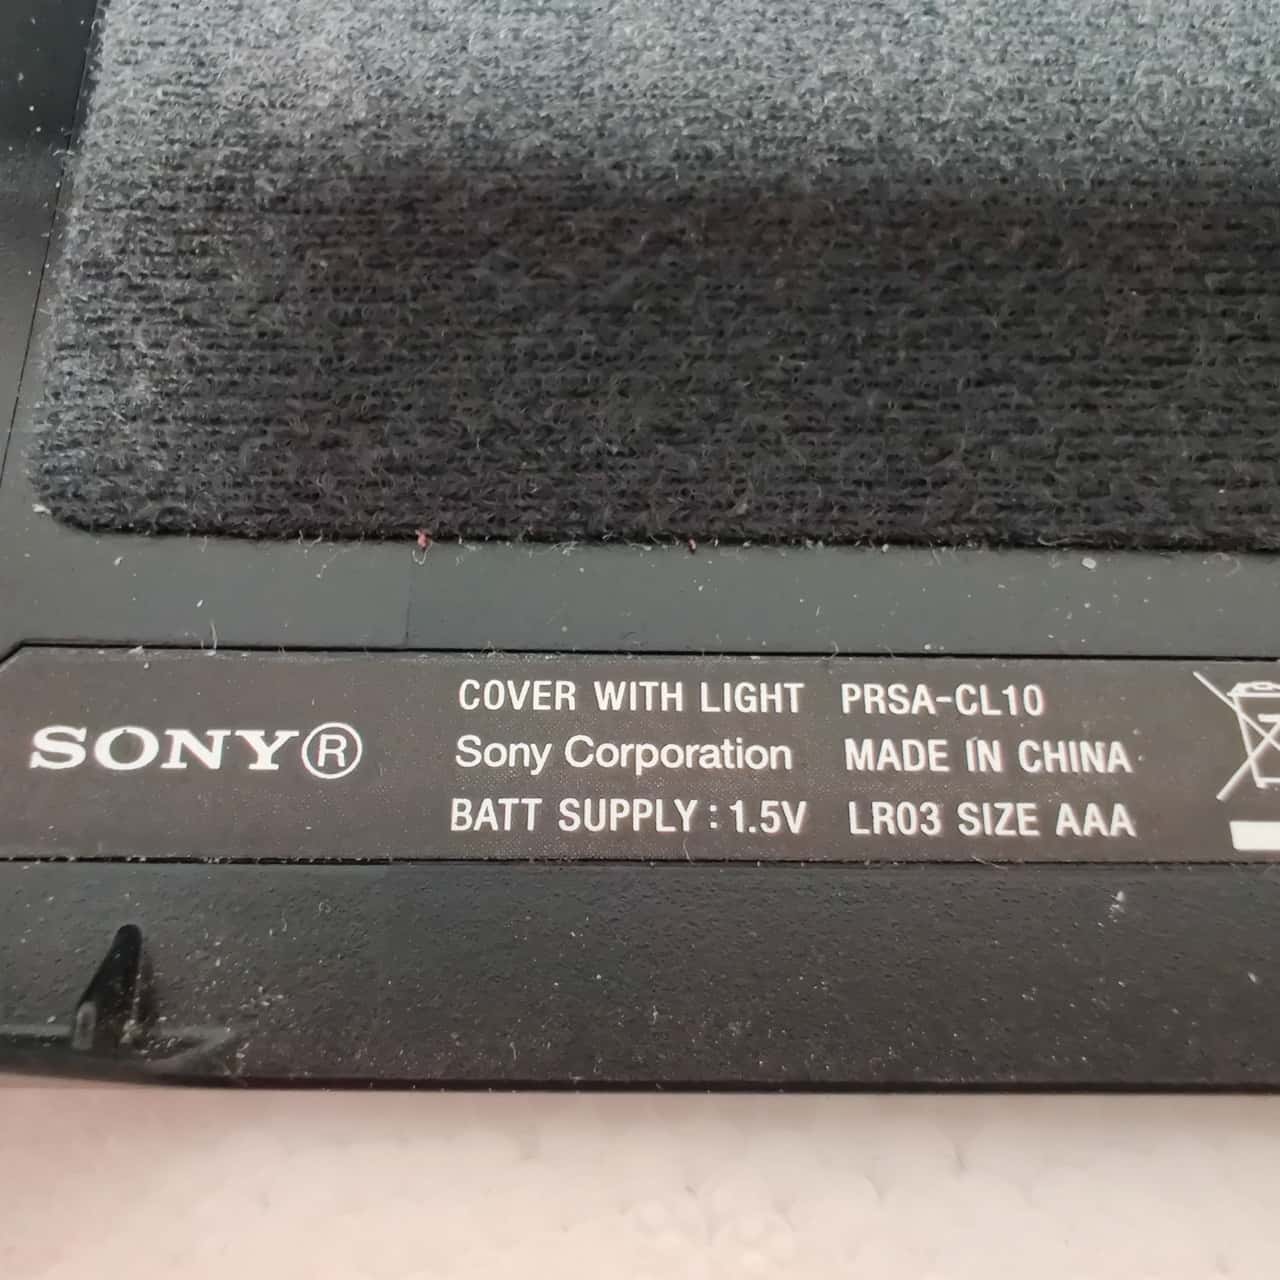 SONY®
COVER WITH LIGHT PRSA-CL10
Sony Corporation MADE IN CHINA
BATT SUPPLY : 1.5V LR03 SIZE AAA